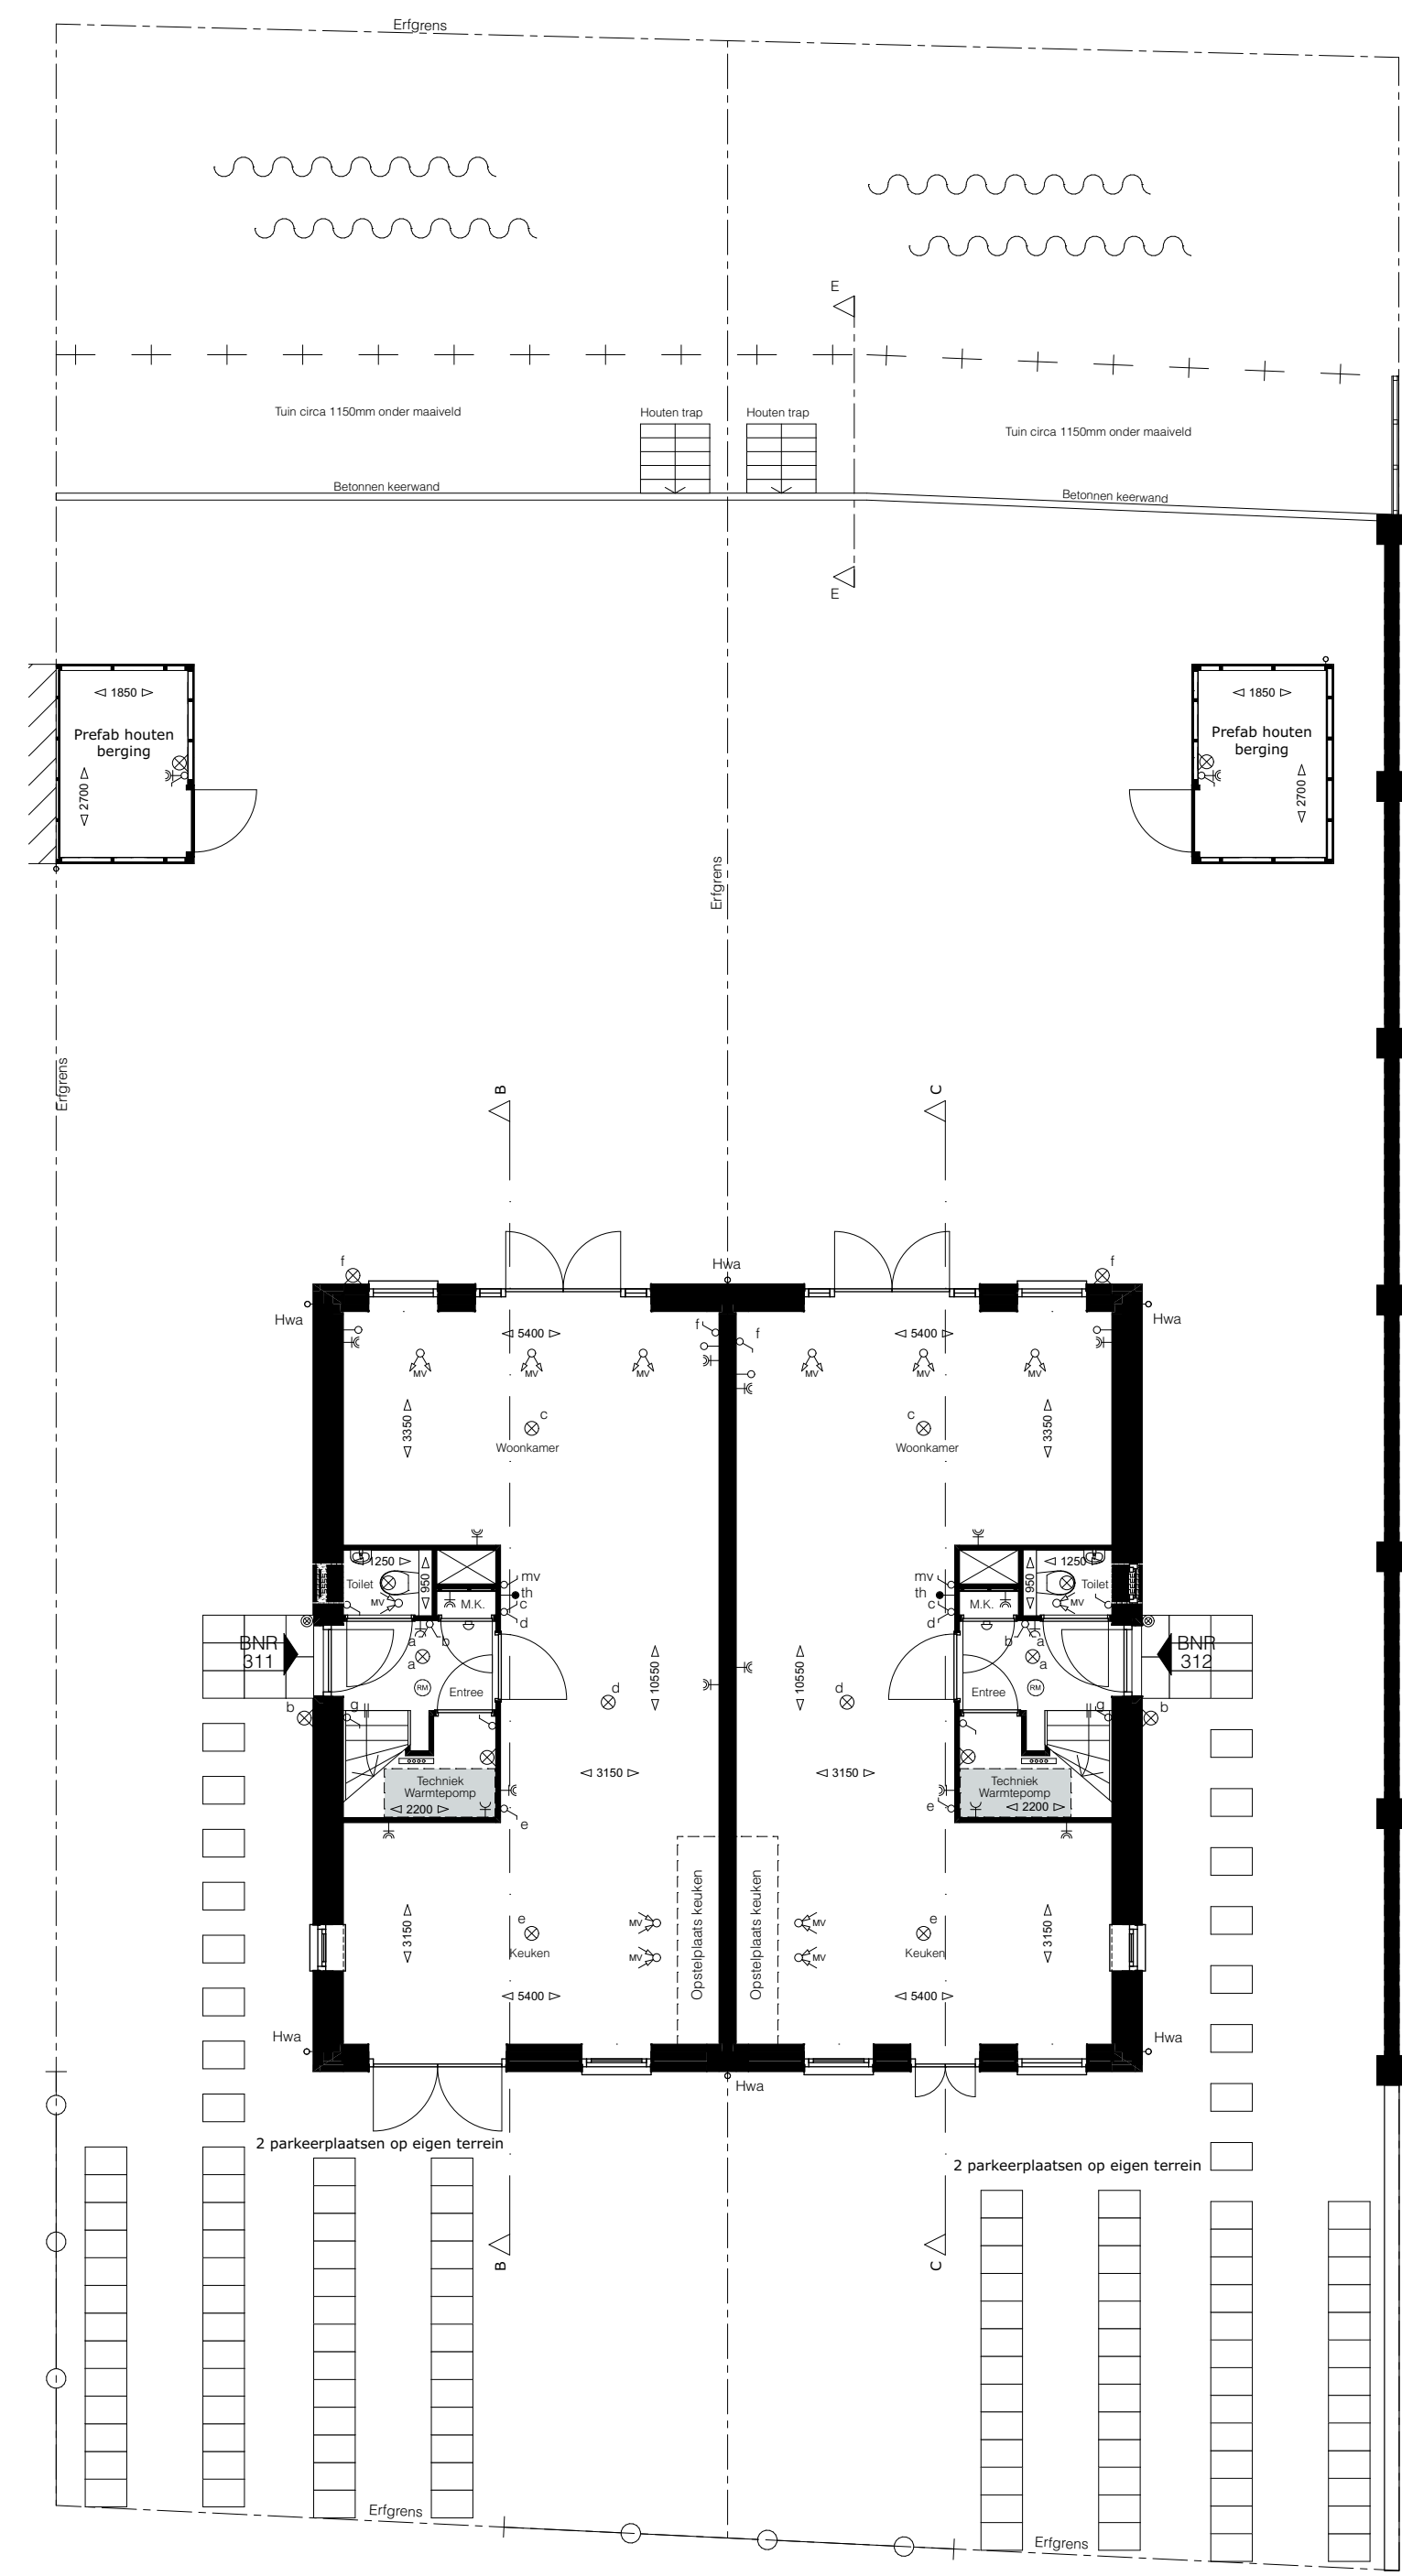 Erfgrens
E
Tuin circa 1150mm onder maaiveld
Houten trap
Houten trap
Tuin circa 1150mm onder maaiveld
Betonnen keerwand
Betonnen keerwand
E
1850
Prefab houten
berging
2700
1850
Prefab houten
berging
2700
Erfgrens
Erfgrens
B
C
f
Hwa
f
Hwa
Hwa
5400
f
f
5400
MV
MV
MV
MV
MV
MV
3350
c
Woonkamer
c
Woonkamer
3350
1250
950
Toilet
MV
M.K.
mv
th
c
d
mv
th
c
d
M.K.
950
1250
Toilet
MV
BNR
311
a
b
a
RM
Entree
10550
10550
b
a
a
RM
Entree
BNR
312
b
g
d
d
g
b
Techniek
Warmtepomp
2200
3150
3150
Techniek
Warmtepomp
2200
e
e
3150
e
Keuken
MV
MV
Opstelplaats keuken
Opstelplaats keuken
MV
MV
e
Keuken
3150
5400
5400
Hwa
Hwa
Hwa
2 parkeerplaatsen op eigen terrein
2 parkeerplaatsen op eigen terrein
B
C
Erfgrens
Erfgrens